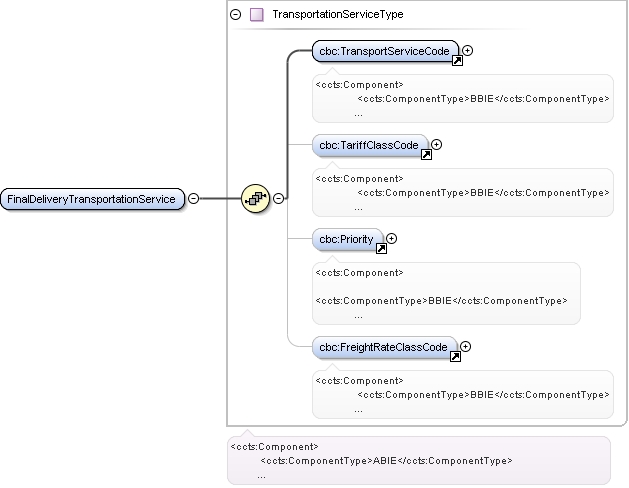 TransportationServiceType
cbc:TransportServiceCode
<ccts:Component>
<ccts:ComponentType>BBIE</ccts:ComponentType>
...
cbc:TariffClassCode
<ccts:Component>
<ccts:ComponentType>BBIE</ccts:ComponentType>
...
FinalDeliveryTransportationService
cbc:Priority
<ccts:Component>
<ccts:ComponentType>BBIE</ccts:ComponentType>
...
cbc:FreightRateClassCode
<ccts:Component>
<ccts:ComponentType>BBIE</ccts:ComponentType>
...
<ccts:Component>
<ccts:ComponentType>ABIE</ccts:ComponentType>
...